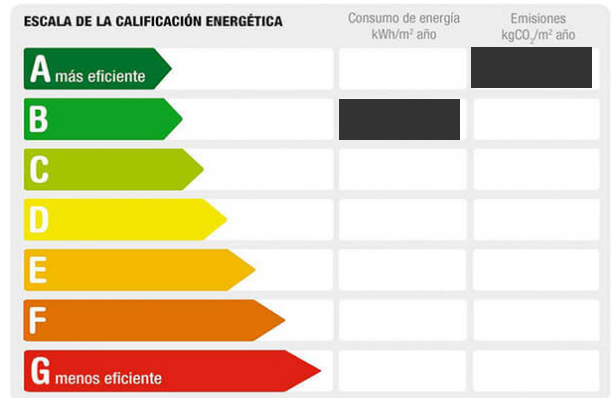 ESCALA DE LA CALIFICACIÓN ENERGÉTICA
Consumo de energía
kWh/m² año
Emisiones
kgCO₂/m² año
A más eficiente
B
C
D
E
F
G menos eficiente